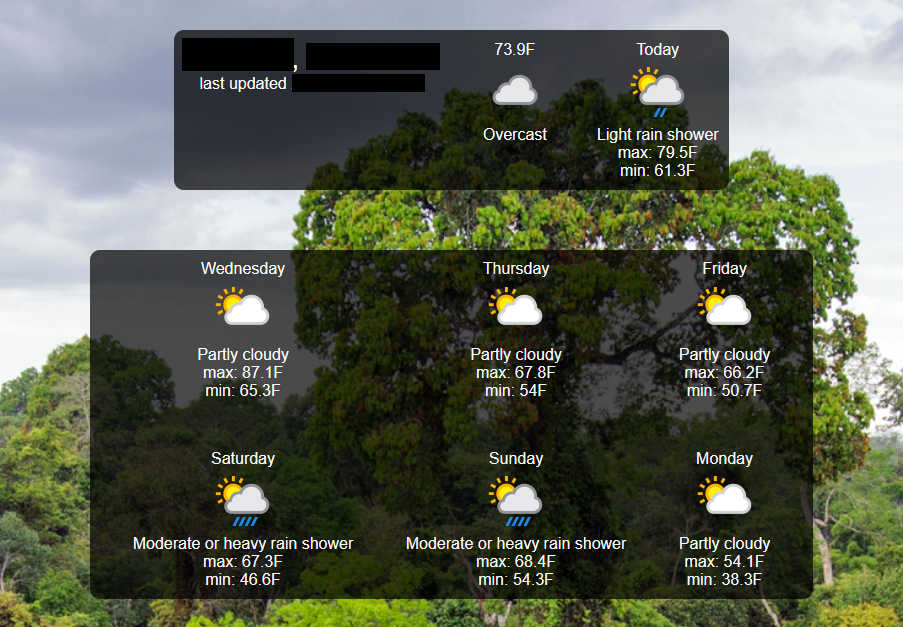 ,
last updated
73.9F
Overcast
Today
Light rain shower
max: 79.5F
min: 61.3F
Wednesday
Partly cloudy
max: 87.1F
min: 65.3F
Thursday
Partly cloudy
max: 67.8F
min: 54F
Friday
Partly cloudy
max: 66.2F
min: 50.7F
Saturday
Moderate or heavy rain shower
max: 67.3F
min: 46.6F
Sunday
Moderate or heavy rain shower
max: 68.4F
min: 54.3F
Monday
Partly cloudy
max: 54.1F
min: 38.3F